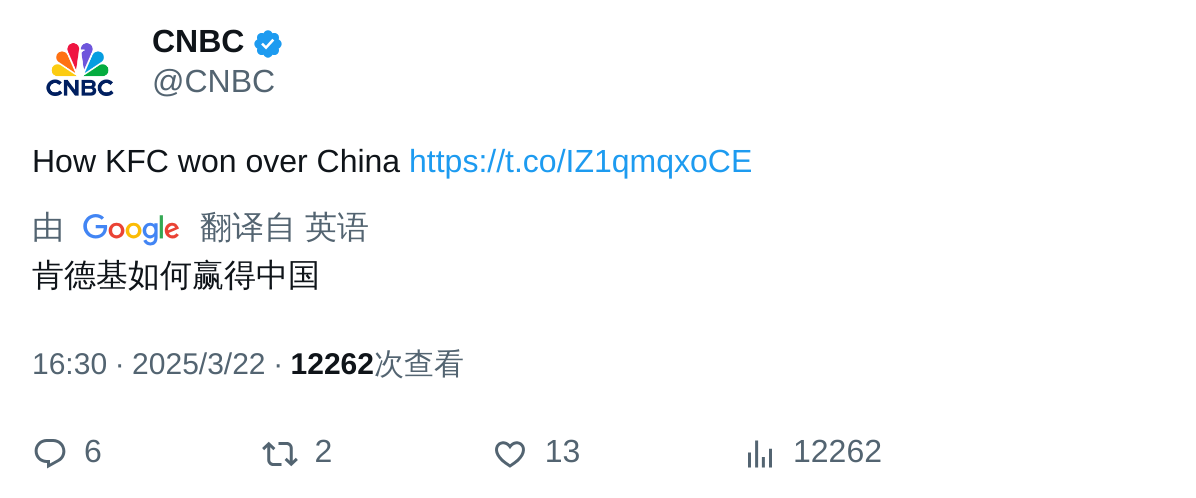 CNBC
CNBC
@CNBC
How KFC won over China https://t.co/IZ1qmqxoCE
由 Google 翻译自 英语
肯德基如何赢得中国
16:30 · 2025/3/22 · 12262次查看
6 2 13 12262